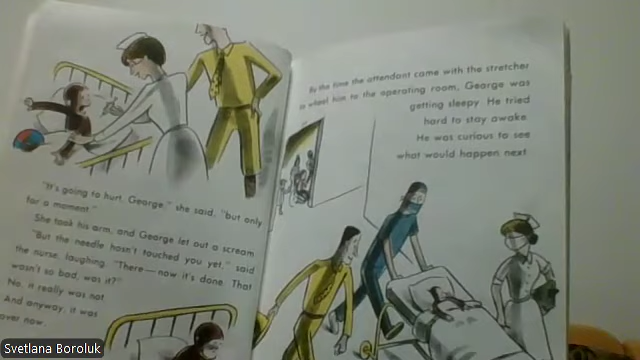 "It's going to hurt, George," she said, "but only
for a moment."
She took his arm, and George let out a scream
"But the needle hasn't touched you yet," said
the nurse, laughing. "There—now it's done. That
wasn't so bad, was it?"
No, it really was not
And anyway, it was
over now.
By the time the attendant came with the stretcher
to wheel him to the operating room, George was
getting sleepy. He tried
hard to stay awake.
He was curious to see
what would happen next.
Svetlana Boroluk